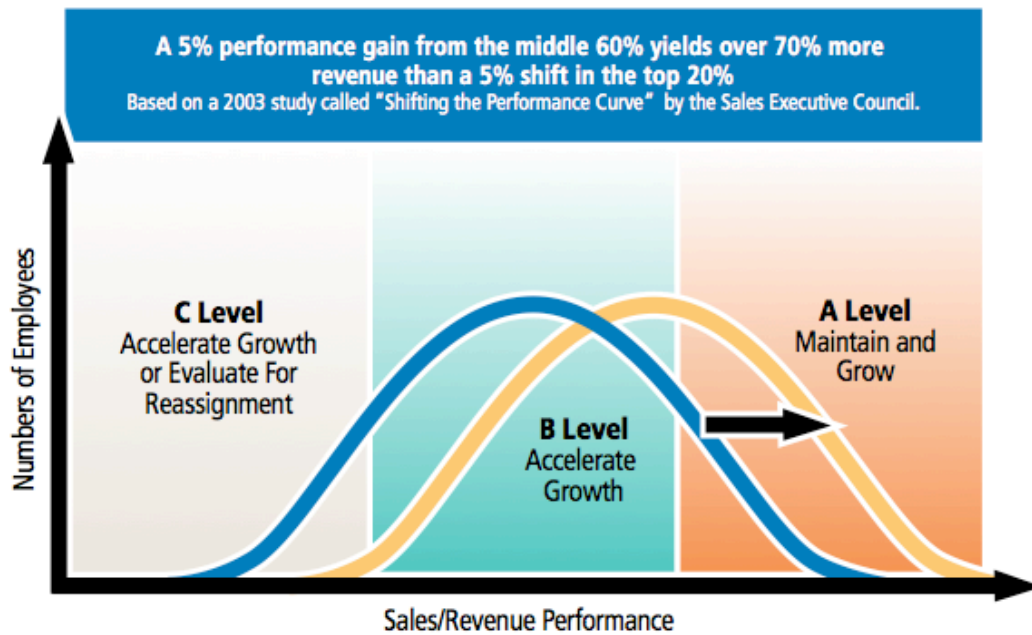 A 5% performance gain from the middle 60% yields over 70% more
revenue than a 5% shift in the top 20%
Based on a 2003 study called "Shifting the Performance Curve" by the Sales Executive Council.
Numbers of Employees
C Level
Accelerate Growth
or Evaluate For
Reassignment
B Level
Accelerate
Growth
A Level
Maintain and
Grow
Sales/Revenue Performance